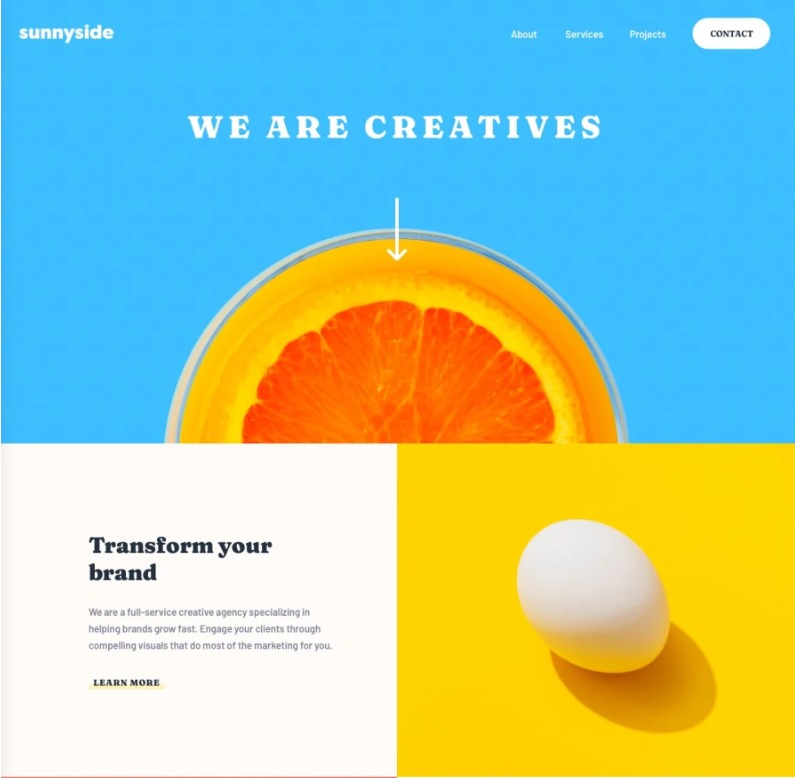 sunnyside
About Services Projects CONTACT
WE ARE CREATIVES
Transform your
brand
We are a full-service creative agency specializing in
helping brands grow fast. Engage your clients through
compelling visuals that do most of the marketing for you.
LEARN MORE